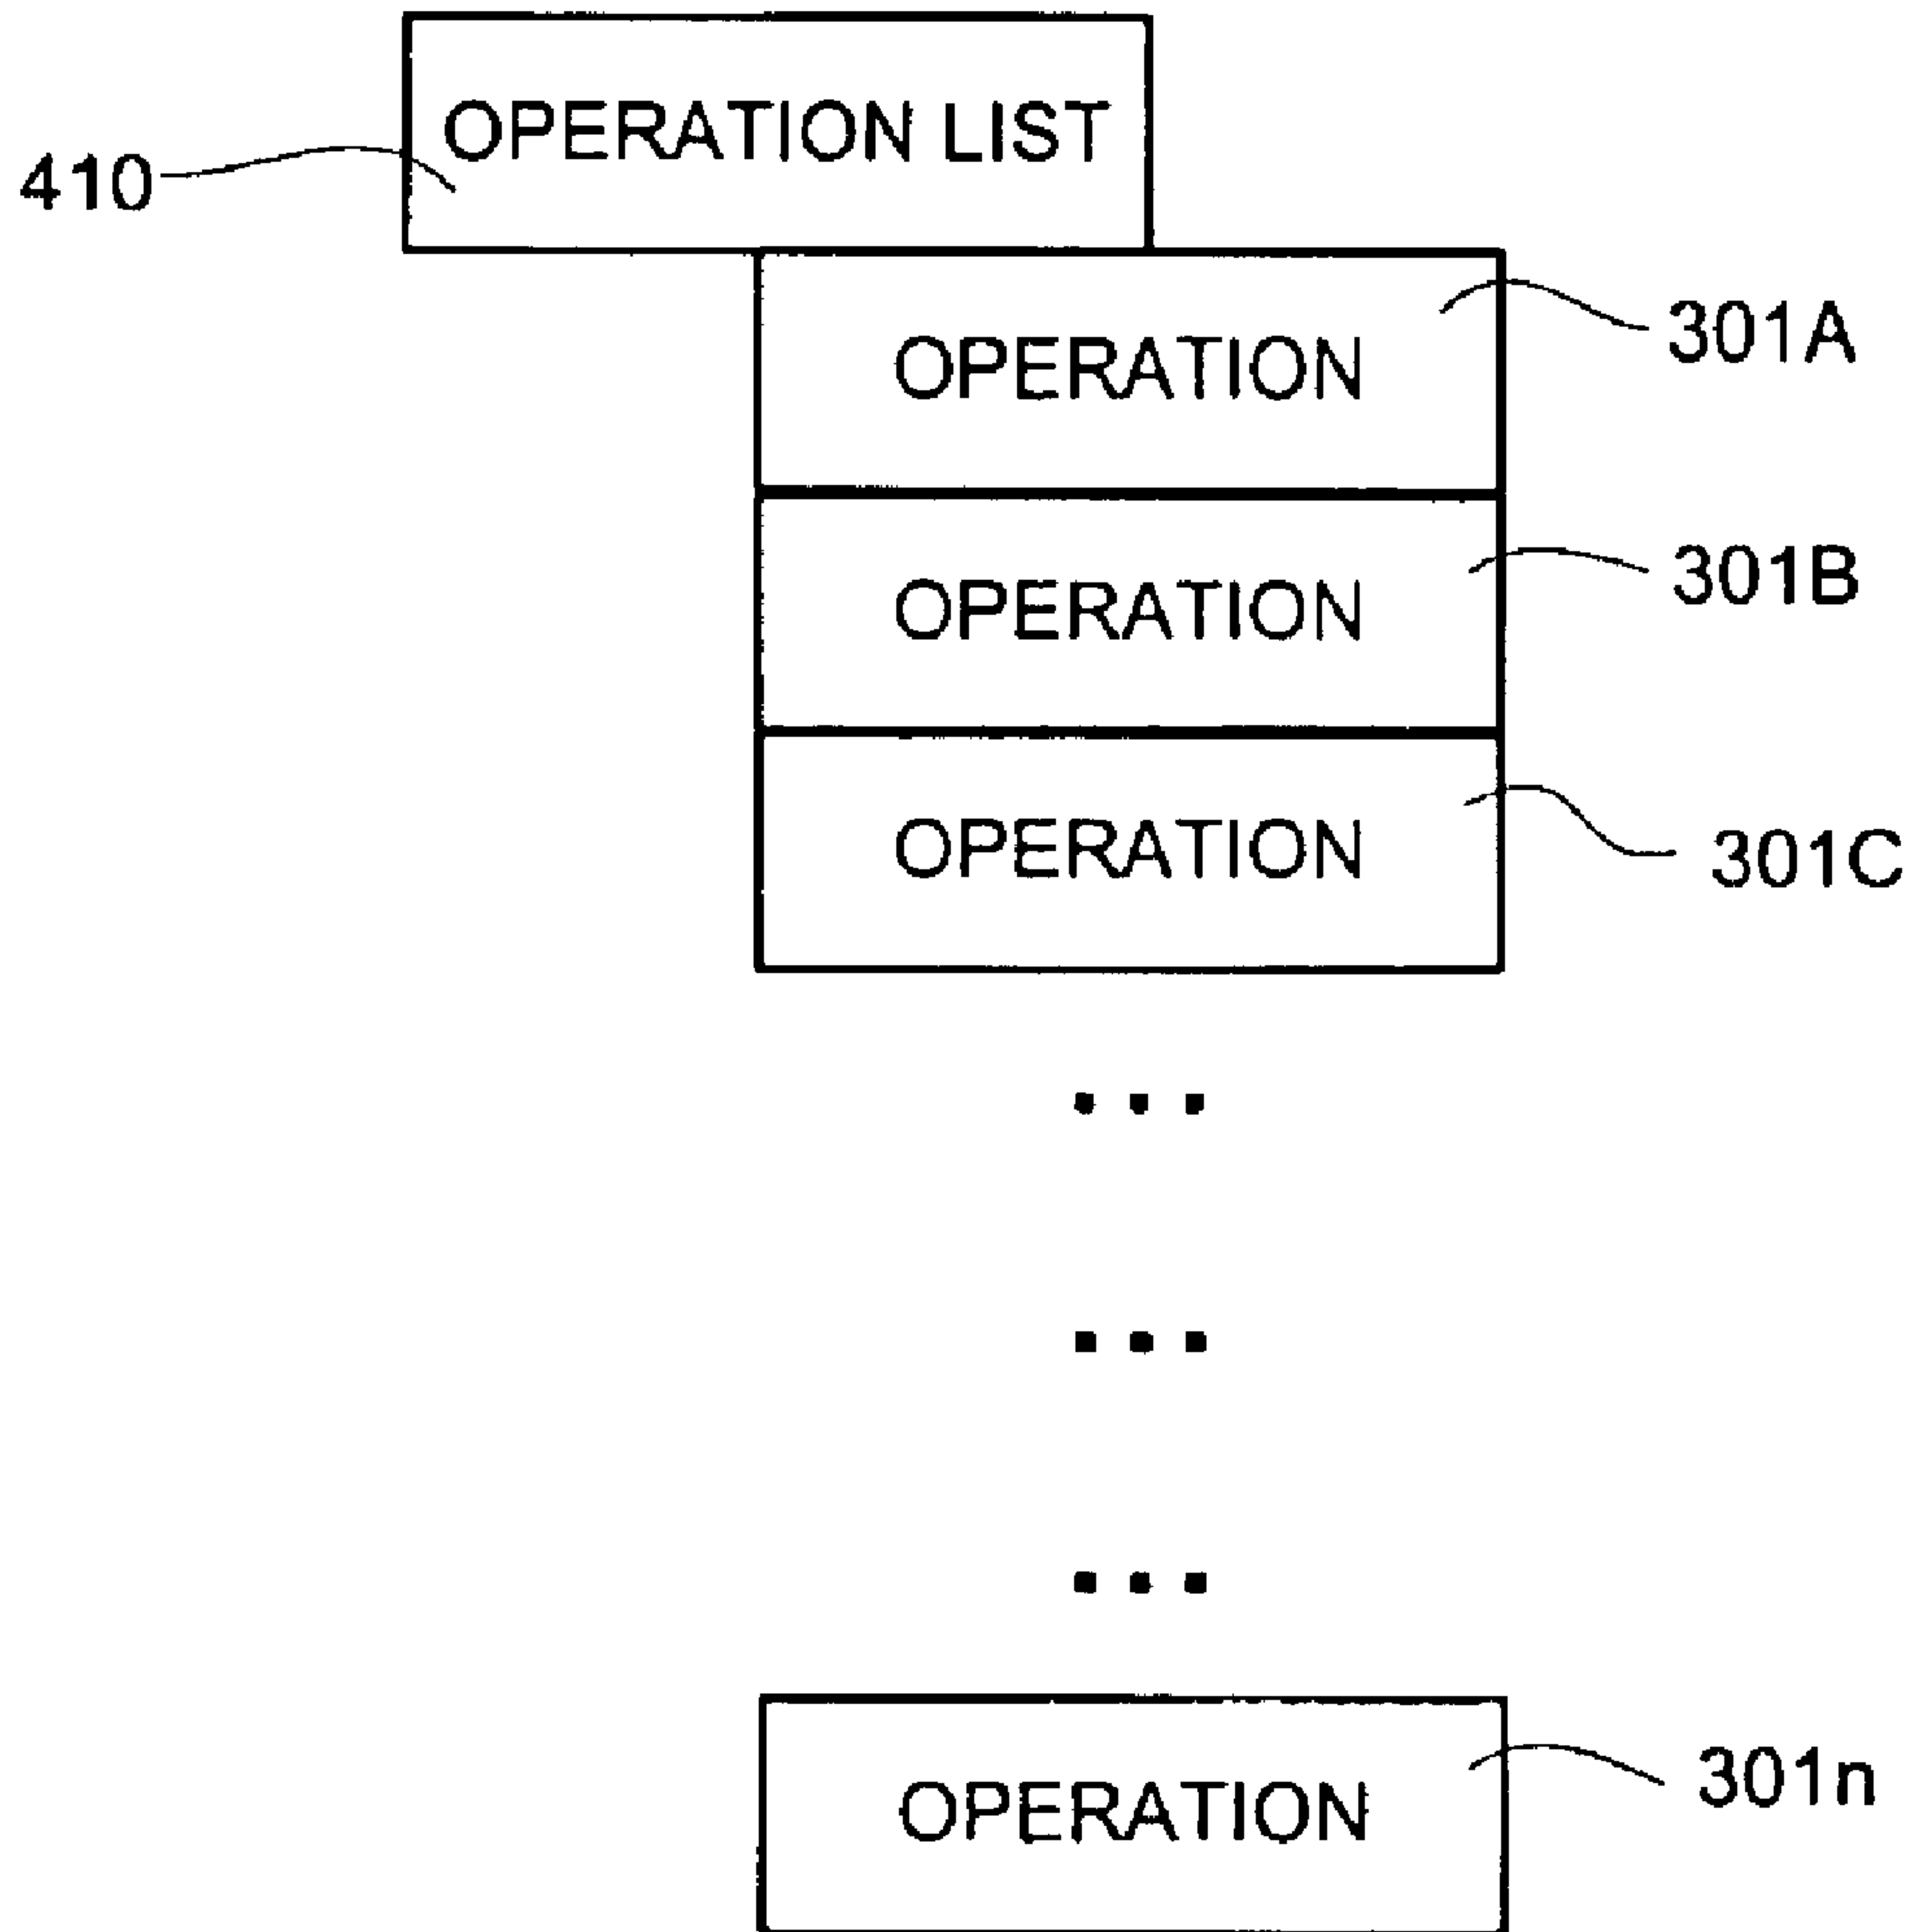 OPERATION LIST
410
OPERATION
301A
OPERATION
301B
OPERATION
301C
...
...
...
OPERATION
301n